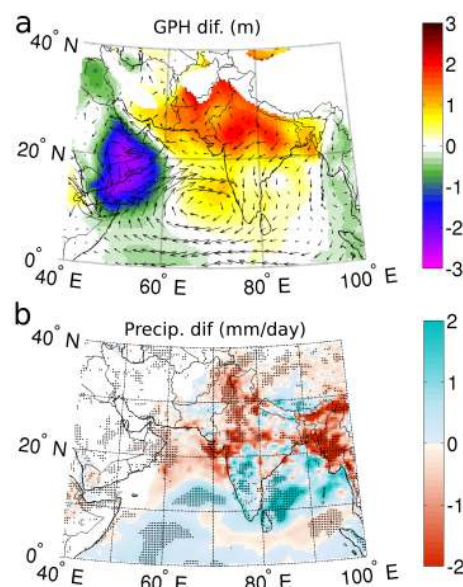 a
GPH dif. (m)
40° N
20°
0°
40° E
60° E
80° E
100° E
3
2
1
0
-1
-2
-3
b
Precip. dif (mm/day)
40° N
20° N
0° N
40° E
60° E
80° E
100° E
2
1
0
-1
-2